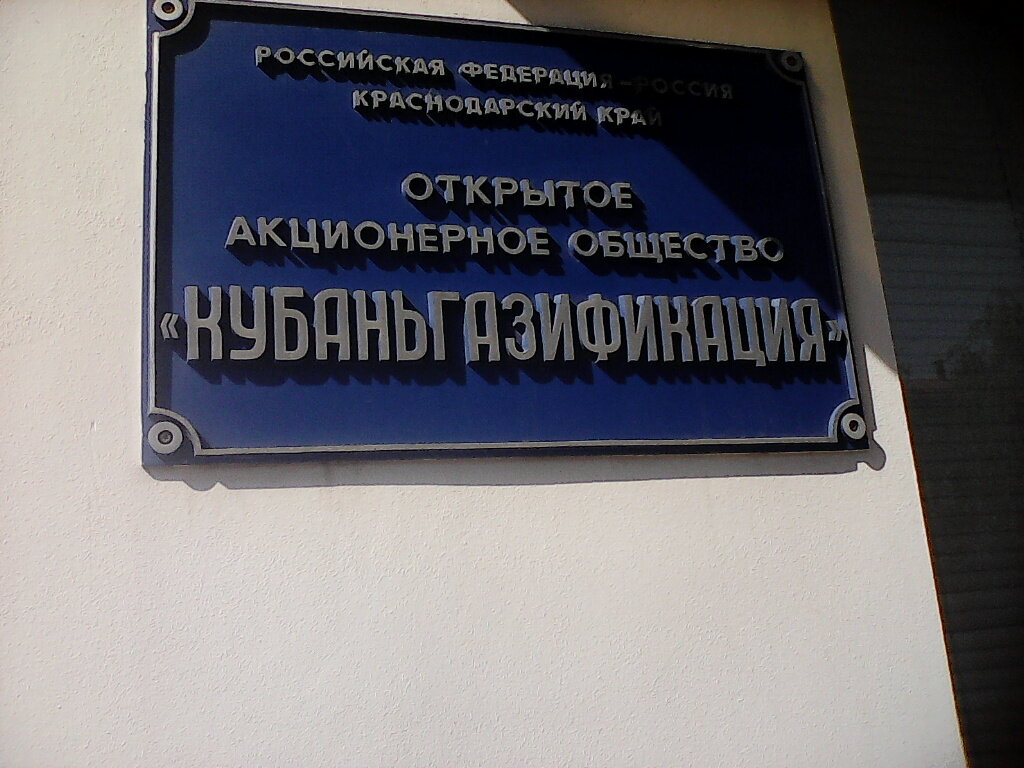 РОССИЙСКАЯ ФЕДЕРАЦИЯ – РОССИЯ
КРАСНОДАРСКИЙ КРАЙ
ОТКРЫТОЕ
АКЦИОНЕРНОЕ ОБЩЕСТВО
«КУБАНЬГАЗИФИКАЦИЯ»